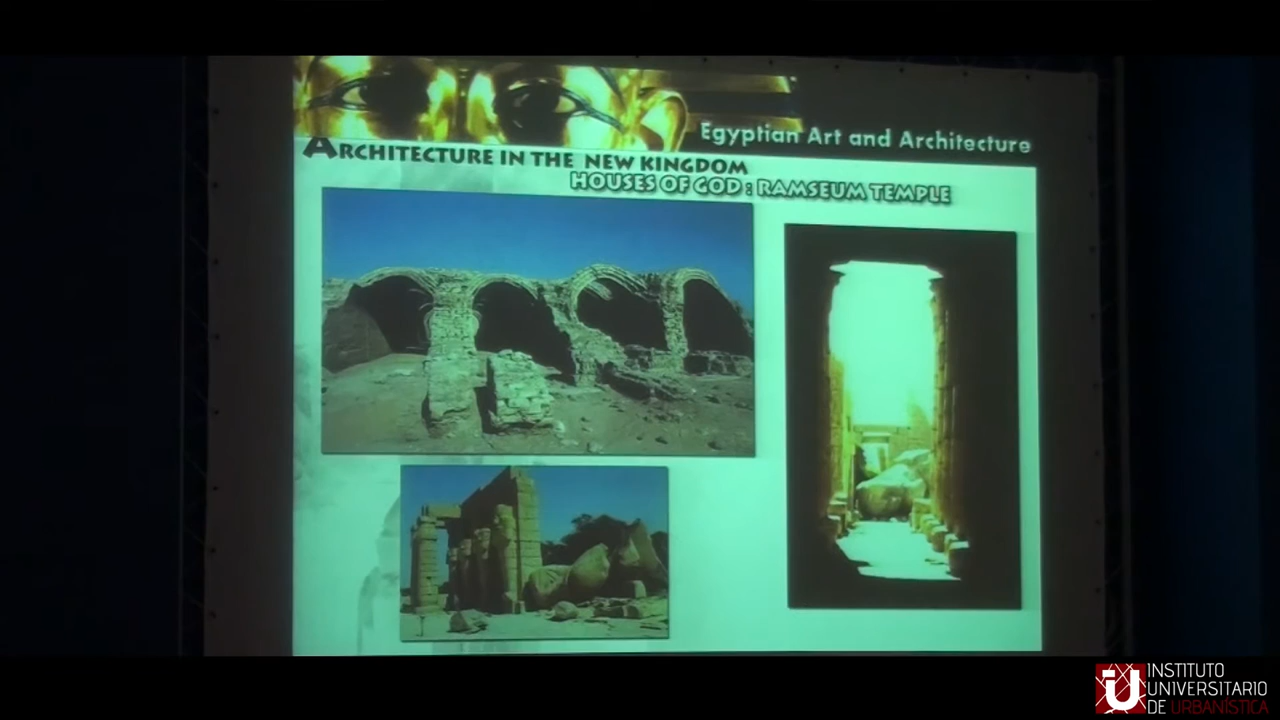 Egyptian Art and Architecture
ARCHITECTURE IN THE NEW KINGDOM
HOUSES OF GOD : RAMSEUM TEMPLE
INSTITUTO
UNIVERSITARIO
DE URBANÍSTICA